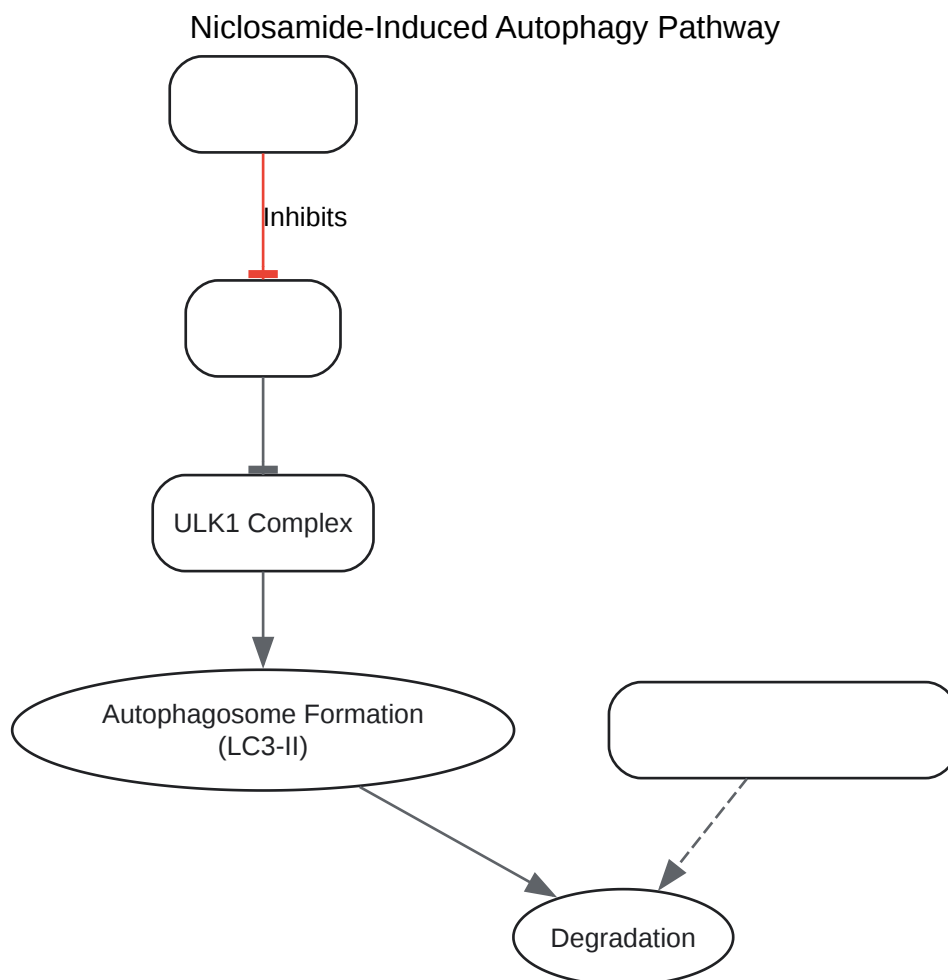 Niclosamide-Induced Autophagy Pathway
Inhibits
ULK1 Complex
Autophagosome Formation
(LC3-II)
Degradation